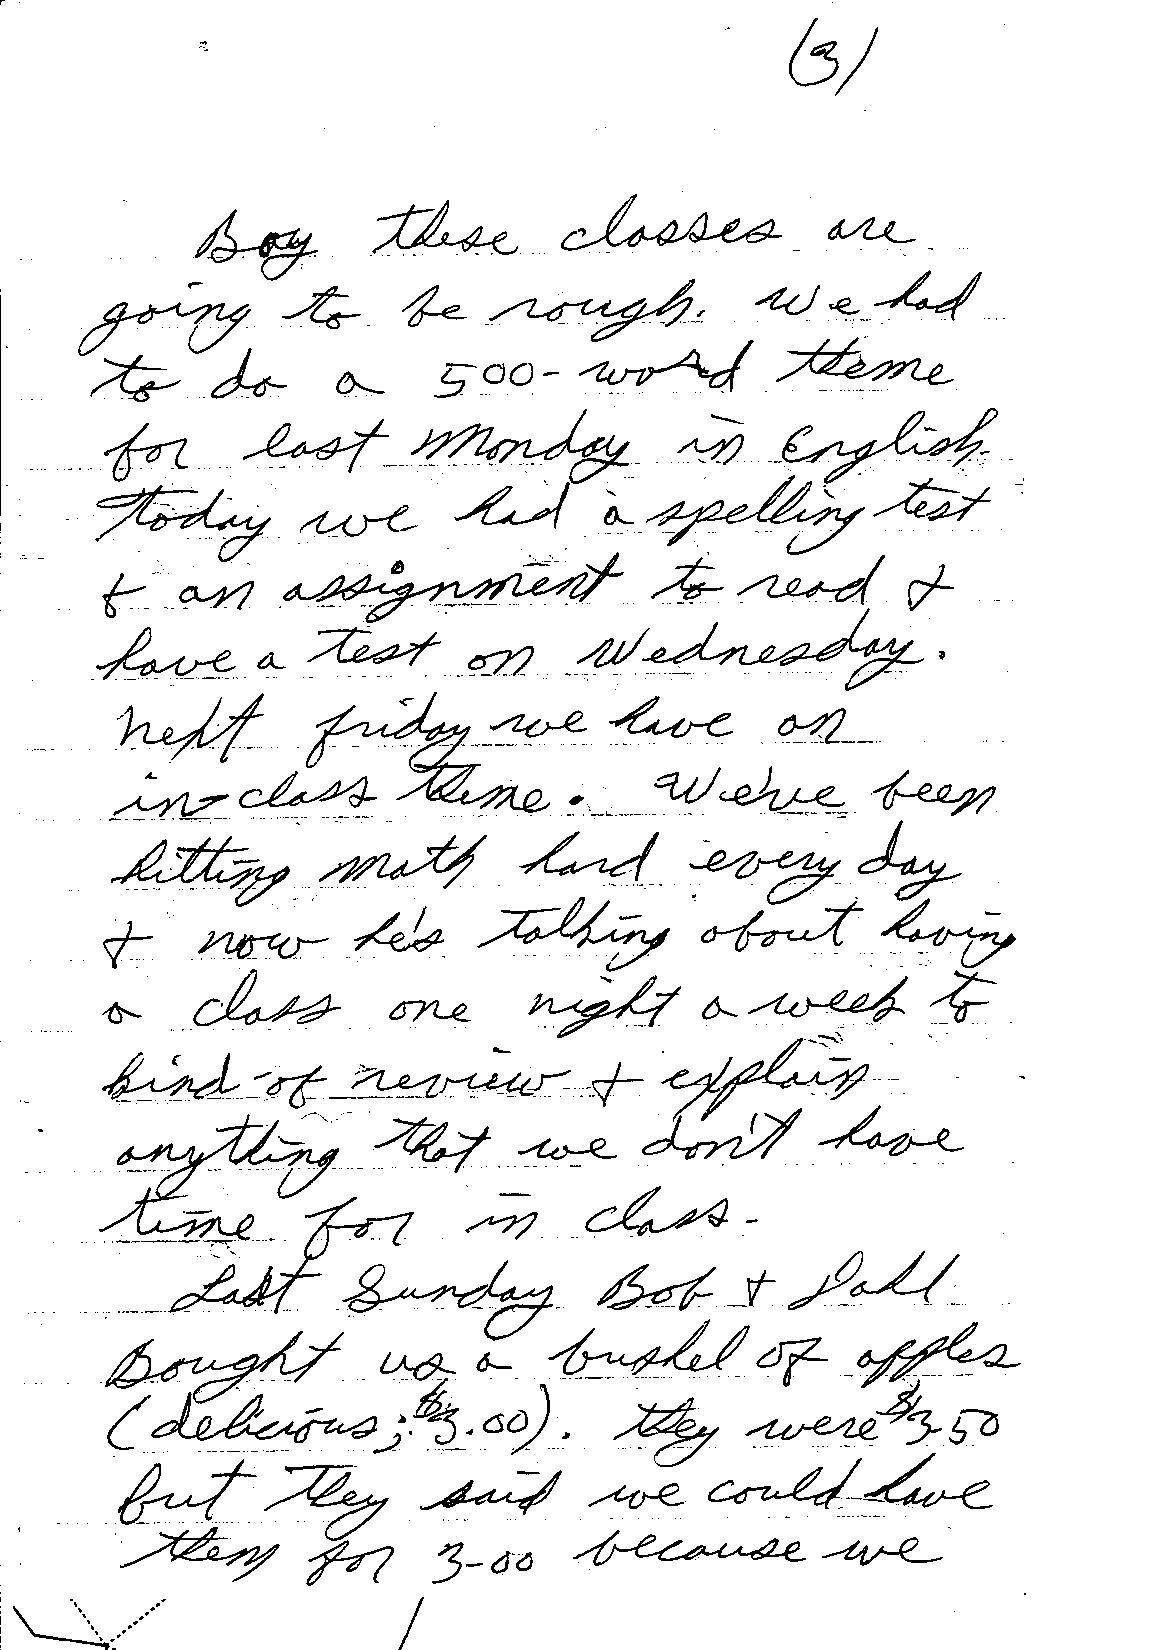 (3)
Boy these classes are
going to be rough. We had
to do a 500-word theme
for last Monday in English.
Today we had a spelling test
& an assignment to read &
have a test on Wednesday.
Next friday we have an
in-class theme. We've been
hitting math hard every day
& now he's talking about having
a class one night a week to
kind of review & explain
anything that we don't have
time for in class.
Last Sunday Bob & Dahl
Bought us a bushel of apples
(delicious; $3.00). They were $3.50
but they said we could have
them for 3.00 because we